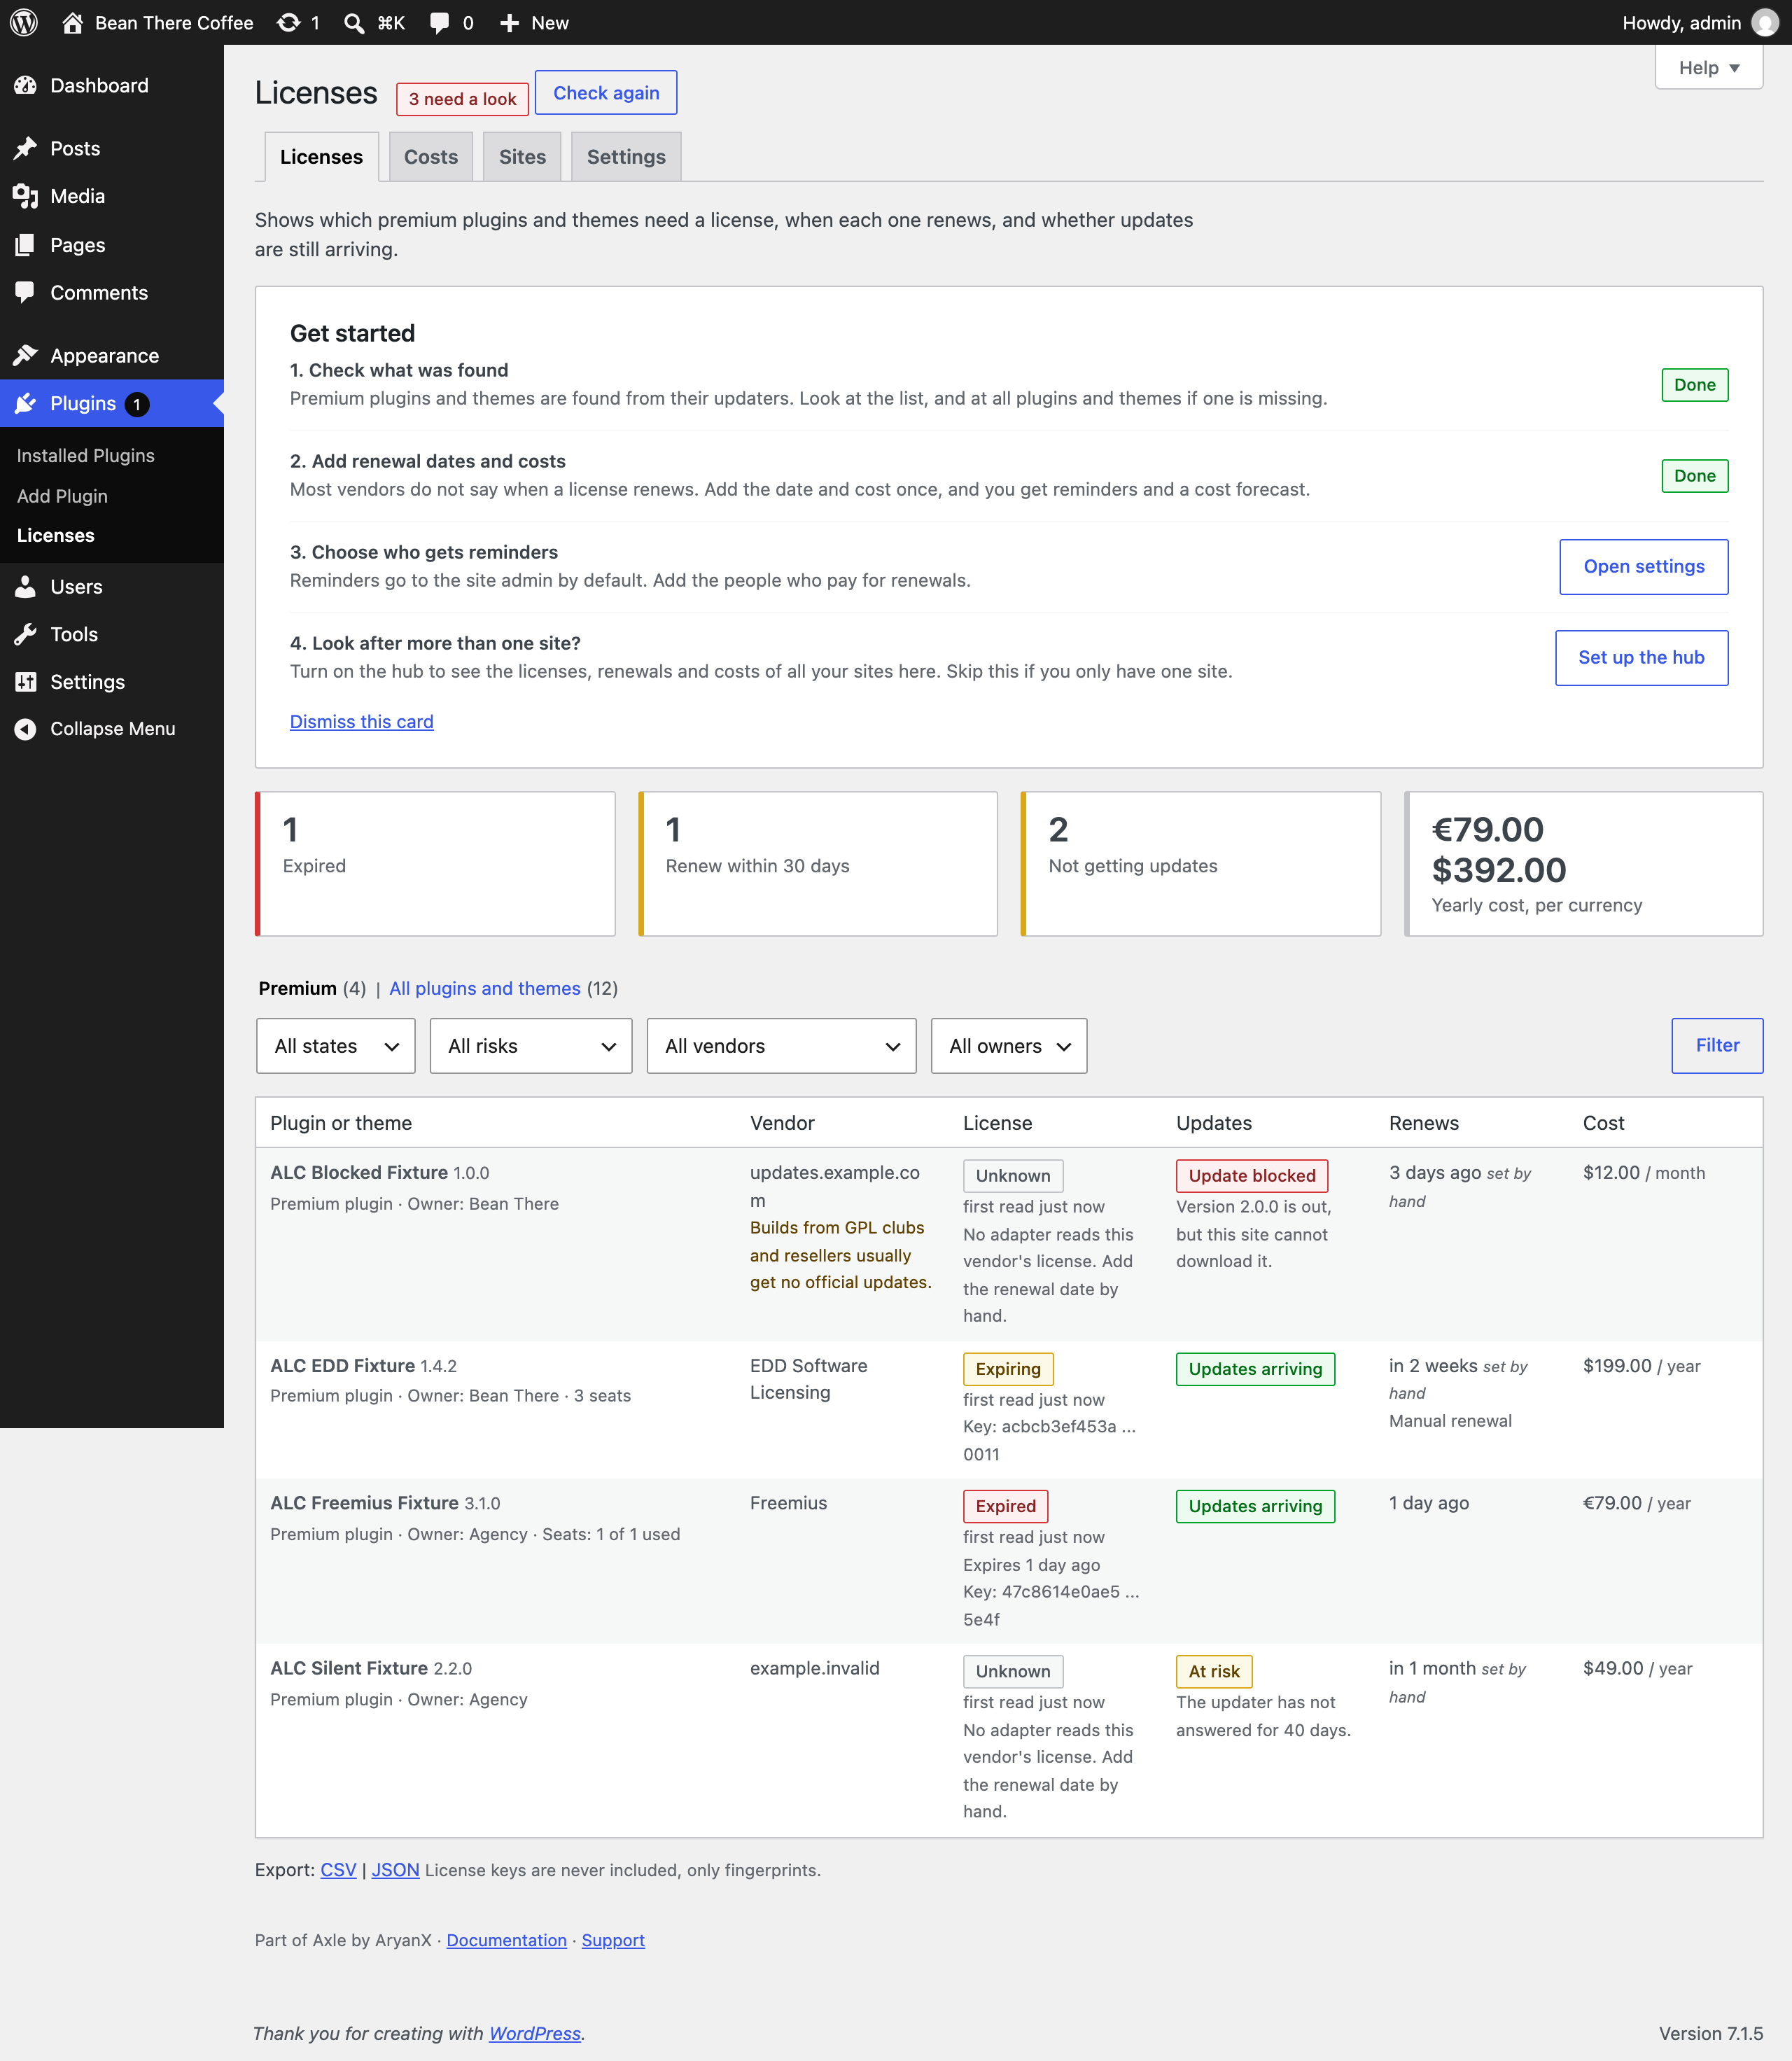 Bean There Coffee 1 ⌘K 0 New Howdy, admin
Dashboard
Posts
Media
Pages
Comments
Appearance
Plugins 1
Installed Plugins
Add Plugin
Licenses
Users
Tools
Settings
Collapse Menu
Help
Licenses 3 need a look Check again
Licenses Costs Sites Settings
Shows which premium plugins and themes need a license, when each one renews, and whether updates
are still arriving.
Get started
1. Check what was found
Premium plugins and themes are found from their updaters. Look at the list, and at all plugins and themes if one is missing.
Done
2. Add renewal dates and costs
Most vendors do not say when a license renews. Add the date and cost once, and you get reminders and a cost forecast.
Done
3. Choose who gets reminders
Reminders go to the site admin by default. Add the people who pay for renewals.
Open settings
4. Look after more than one site?
Turn on the hub to see the licenses, renewals and costs of all your sites here. Skip this if you only have one site.
Set up the hub
Dismiss this card
1
Expired
1
Renew within 30 days
2
Not getting updates
€79.00
$392.00
Yearly cost, per currency
Premium (4) | All plugins and themes (12)
All states All risks All vendors All owners Filter
Plugin or theme Vendor License Updates Renews Cost
ALC Blocked Fixture 1.0.0
Premium plugin · Owner: Bean There
updates.example.co
m
Builds from GPL clubs
and resellers usually
get no official updates.
Unknown
first read just now
No adapter reads this
vendor's license. Add
the renewal date by
hand.
Update blocked
Version 2.0.0 is out,
but this site cannot
download it.
3 days ago set by
hand
$12.00 / month
ALC EDD Fixture 1.4.2
Premium plugin · Owner: Bean There · 3 seats
EDD Software
Licensing
Expiring
first read just now
Key: acbcb3ef453a ...
0011
Updates arriving
in 2 weeks set by
hand
Manual renewal
$199.00 / year
ALC Freemius Fixture 3.1.0
Premium plugin · Owner: Agency · Seats: 1 of 1 used
Freemius
Expired
first read just now
Expires 1 day ago
Key: 47c8614e0ae5 ...
5e4f
Updates arriving
1 day ago
€79.00 / year
ALC Silent Fixture 2.2.0
Premium plugin · Owner: Agency
example.invalid
Unknown
first read just now
No adapter reads this
vendor's license. Add
the renewal date by
hand.
At risk
The updater has not
answered for 40 days.
in 1 month set by
hand
$49.00 / year
Export: CSV | JSON License keys are never included, only fingerprints.
Part of Axle by AryanX · Documentation · Support
Thank you for creating with WordPress.
Version 7.1.5